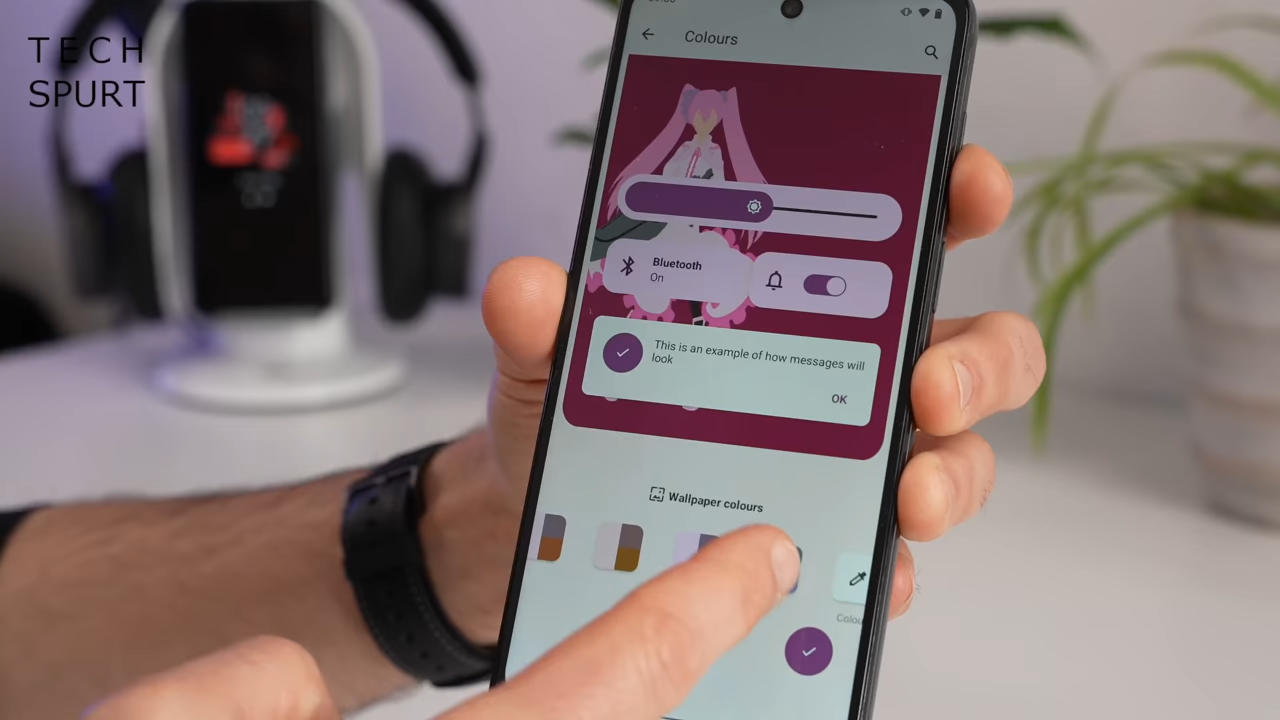 TECH
SPURT
Colours
Bluetooth
On
This is an example of how messages will
look
OK
Wallpaper colours